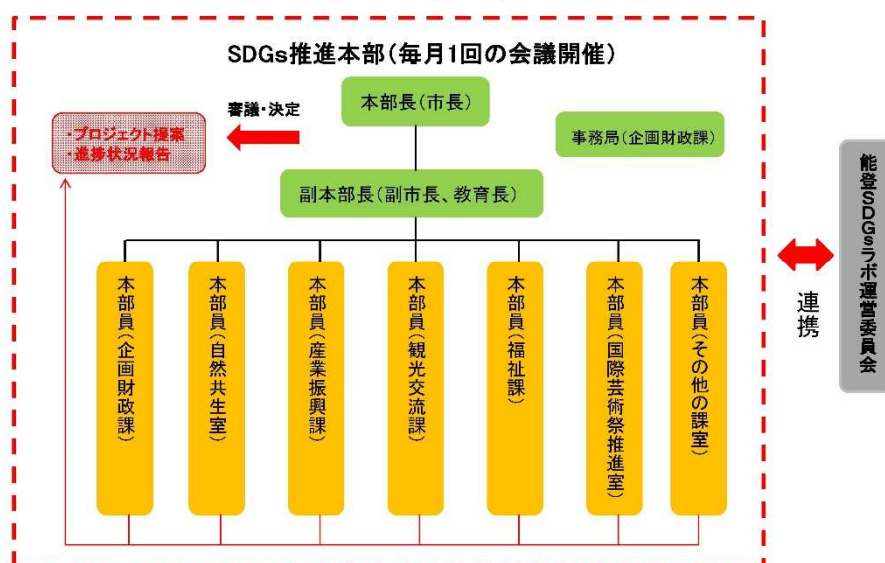 SDGs推進本部(毎月1回の会議開催)
本部長(市長)
審議・決定
・プロジェクト提案
・進捗状況報告
事務局(企画財政課)
副本部長(副市長、教育長)
本部員(企画財政課)
本部員(自然共生室)
本部員(産業振興課)
本部員(観光交流課)
本部員(福祉課)
本部員(国際芸術祭推進室)
本部員(その他の課室)
連携
能登SDGsラボ運営委員会